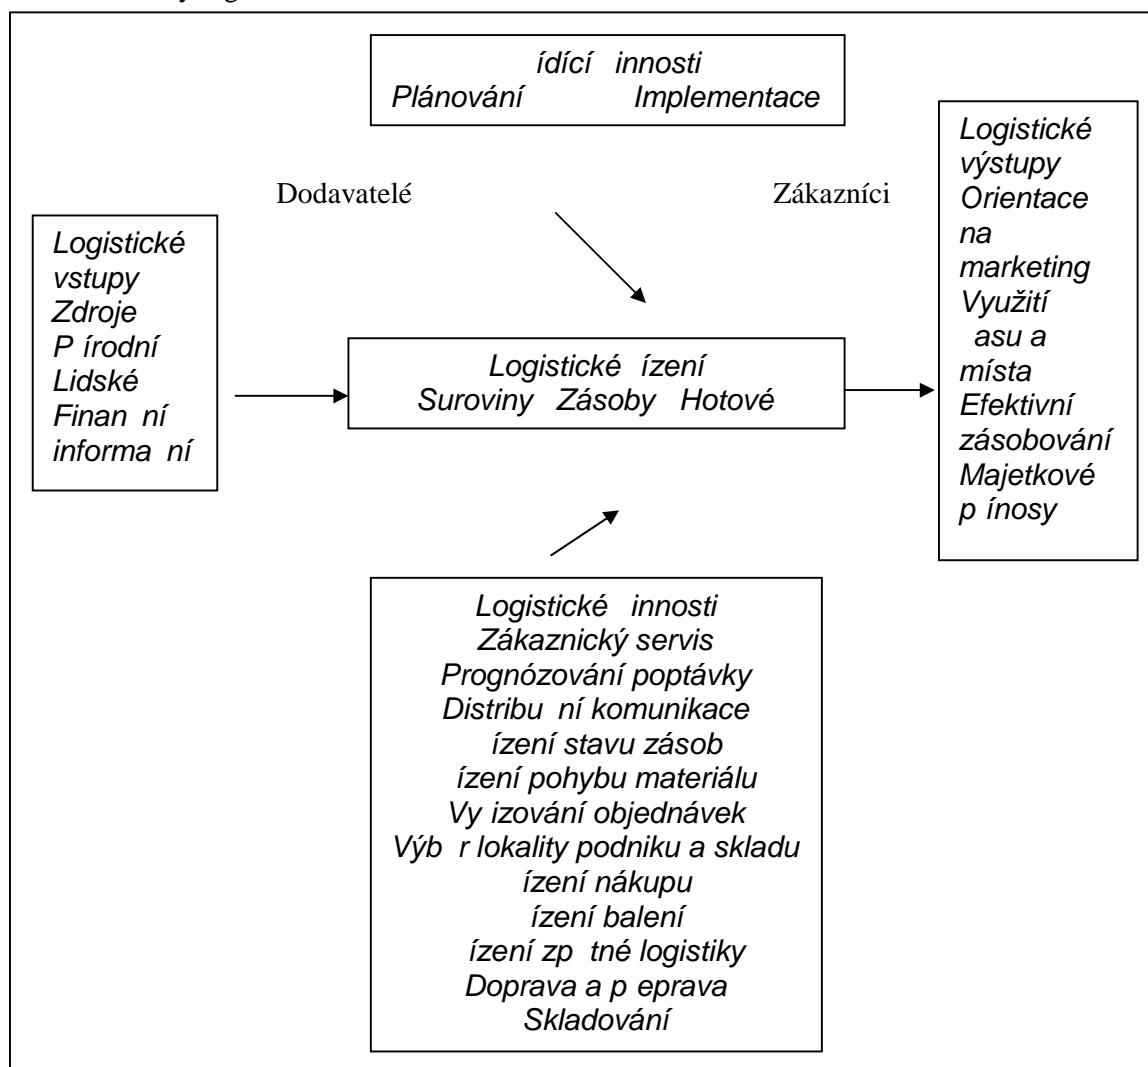 ídící innosti
Plánování Implementace
Dodavatelé
Zákazníci
Logistické
vstupy
Zdroje
P írodní
Lidské
Finan ní
informa ní
Logistické ízení
Suroviny Zásoby Hotové
Logistické
výstupy
Orientace
na
marketing
Využití
asu a
místa
Efektivní
zásobování
Majetkové
p ínosy
Logistické innosti
Zákaznický servis
Prognózování poptávky
Distribu ní komunikace
ízení stavu zásob
ízení pohybu materiálu
Vy izování objednávek
Výb r lokality podniku a skladu
ízení nákupu
ízení balení
ízení zp tné logistiky
Doprava a p eprava
Skladování